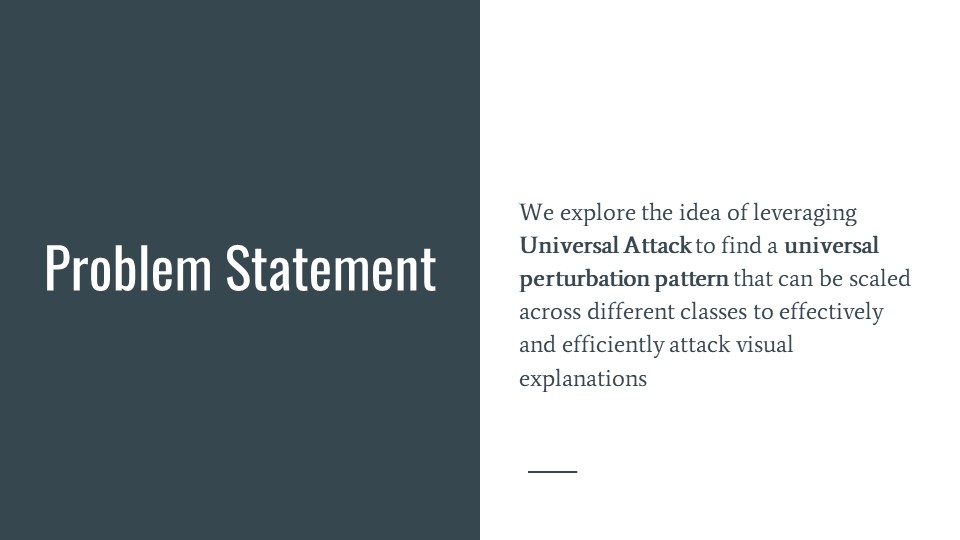 Problem Statement
We explore the idea of leveraging
Universal Attack to find a universal
perturbation pattern that can be scaled
across different classes to effectively
and efficiently attack visual
explanations